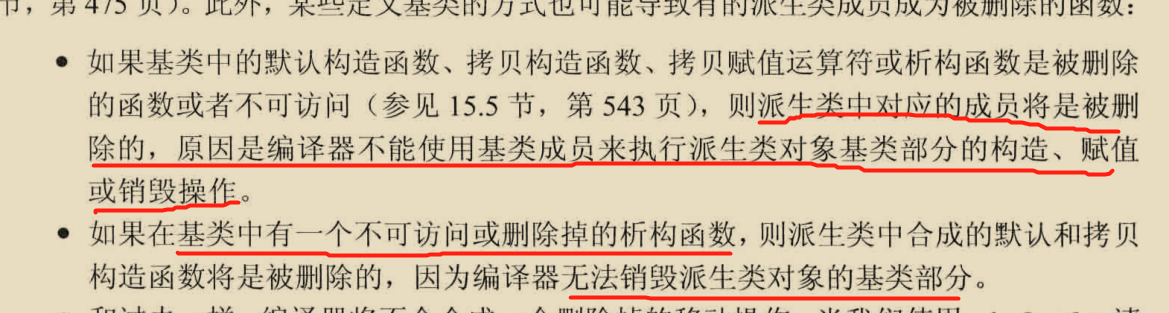 节，第 475 页)。此外，某些定义基类的方式也可能导致有的派生类成员成为被删除的函数：
• 如果基类中的默认构造函数、拷贝构造函数、拷贝赋值运算符或析构函数是被删除
的函数或者不可访问（参见 15.5 节，第 543 页），则派生类中对应的成员将是被删
除的，原因是编译器不能使用基类成员来执行派生类对象基类部分的构造、赋值
或销毁操作。
• 如果在基类中有一个不可访问或删除掉的析构函数，则派生类中合成的默认和拷贝
构造函数将是被删除的，因为编译器无法销毁派生类对象的基类部分。